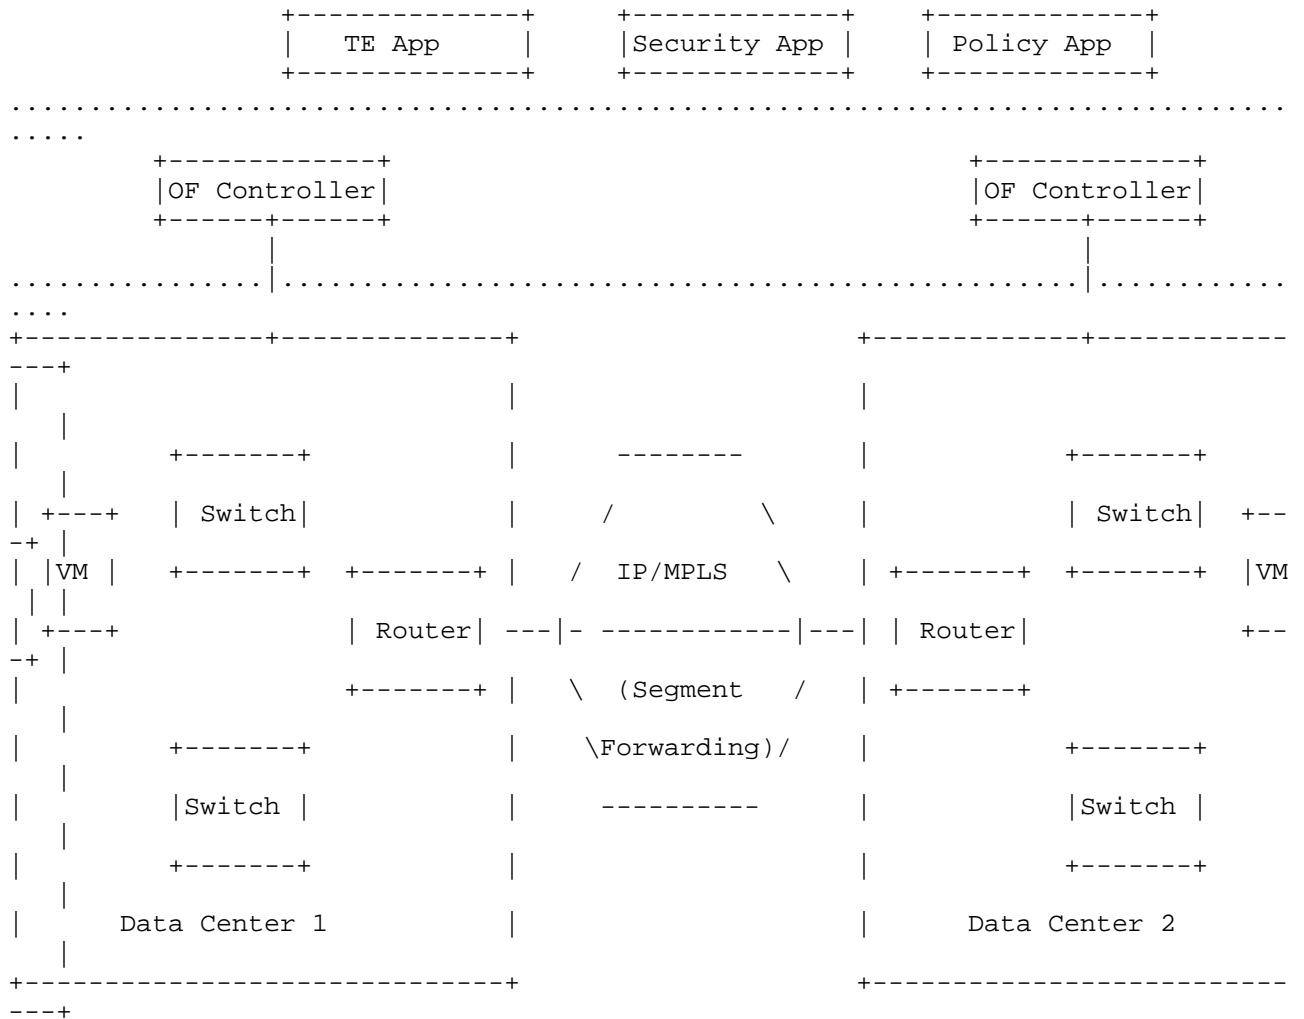 TE App Security App Policy App
OF Controller OF Controller
Switch Switch
VM IP/MPLS VM
Router Router
(Segment
Forwarding)
Switch Switch
Data Center 1 Data Center 2